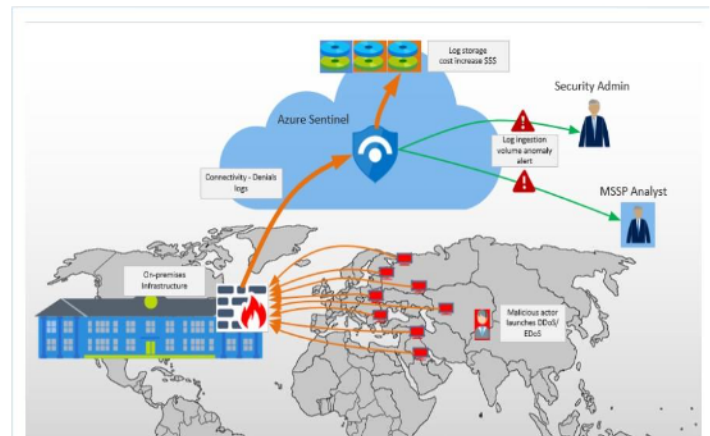 Log storage
cost increase $$$
Security Admin
Azure Sentinel
Log ingestion
volume anomaly
alert
Connectivity - Denials
logs
MSSP Analyst
On-premises
Infrastructure
Malicious actor
launches DDoS/
EDoS